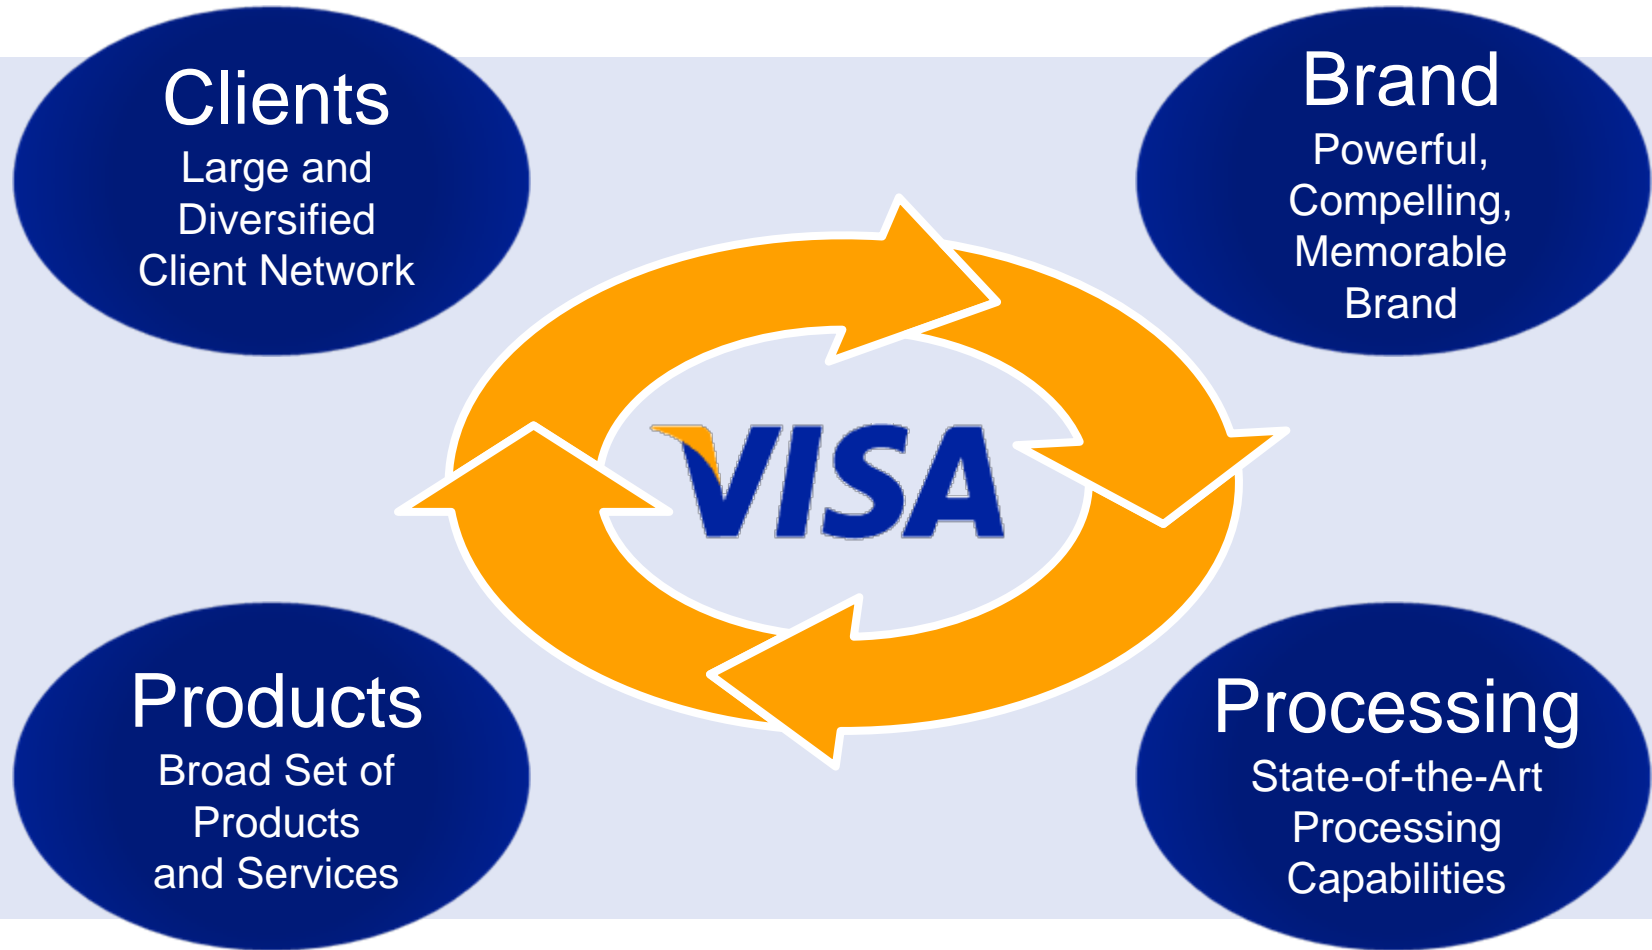 Clients
Large and
Diversified
Client Network
Brand
Powerful,
Compelling,
Memorable
Brand
VISA
Products
Broad Set of
Products
and Services
Processing
State-of-the-Art
Processing
Capabilities